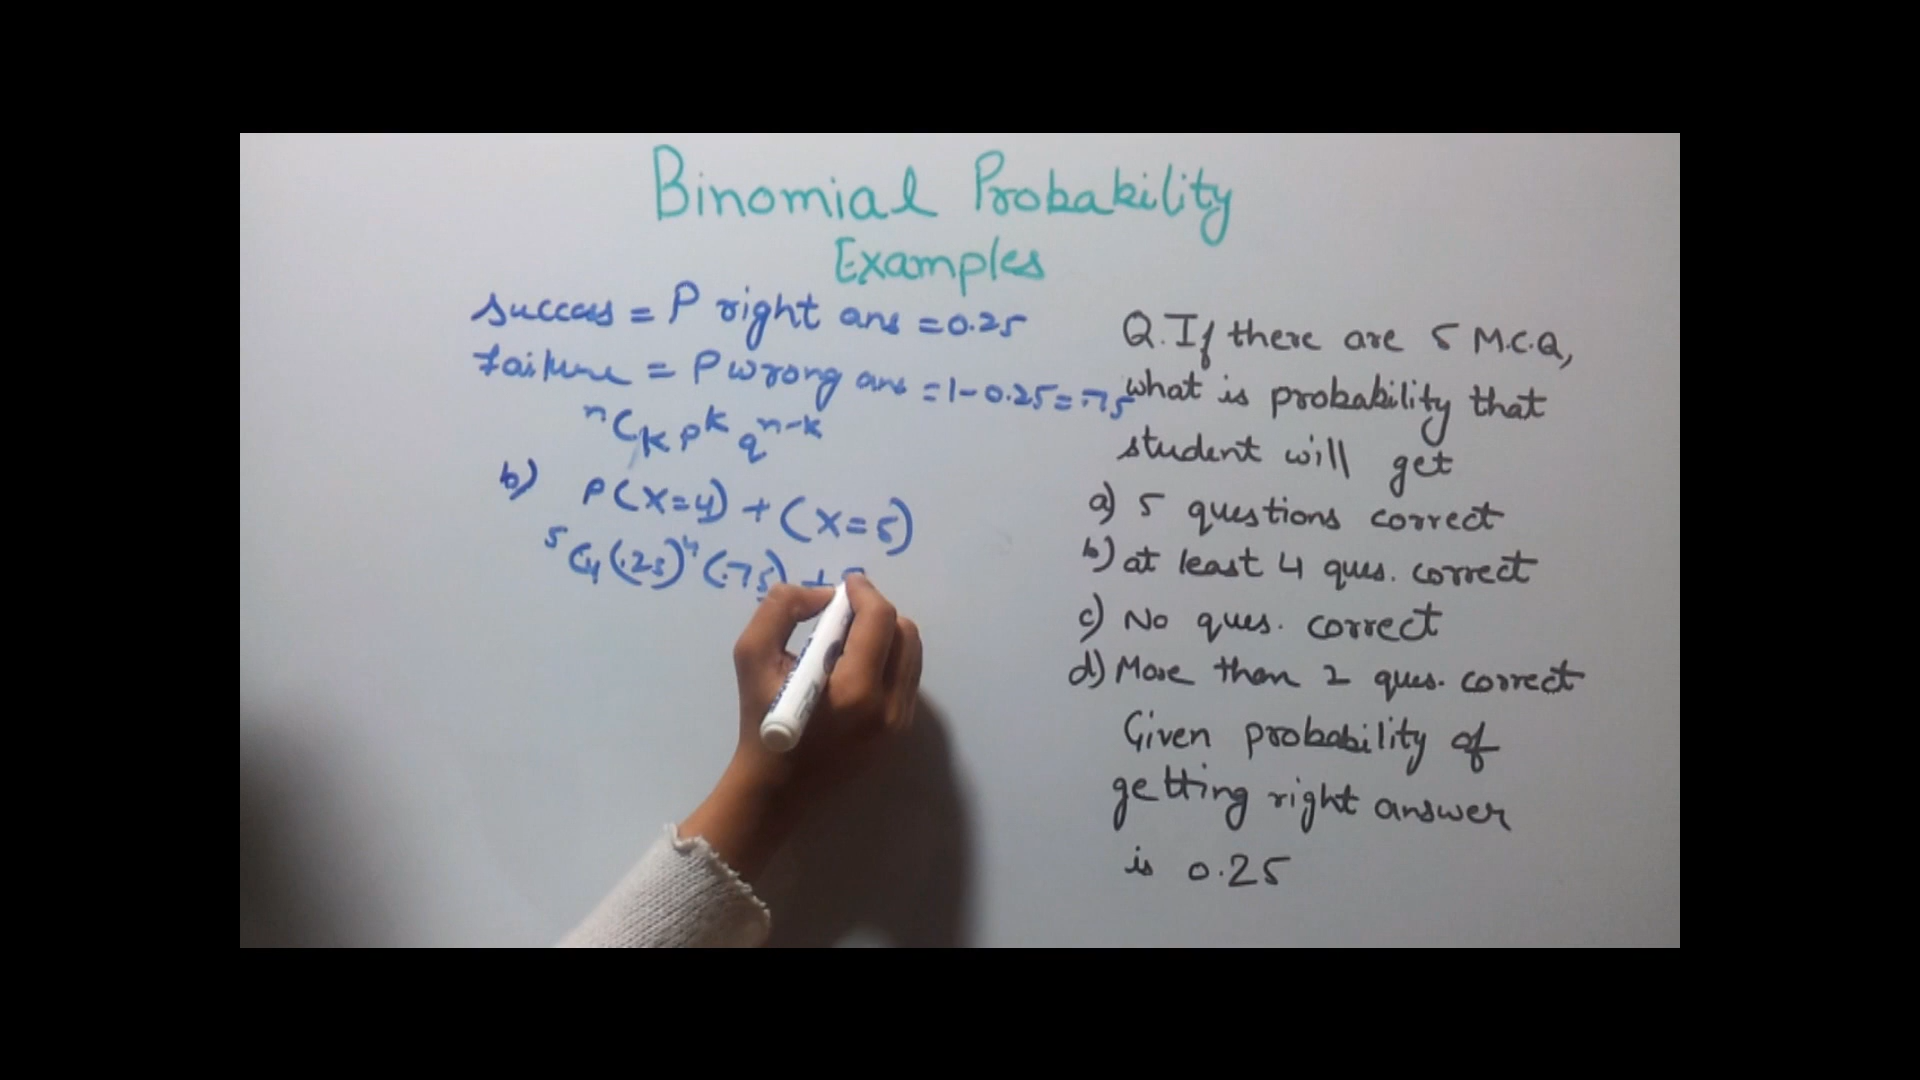 Binomial Probability
Examples
success = P right ans = 0.25
failure = P wrong ans = 1-0.25=.75
ⁿCₖ pᵏ qⁿ⁻ᵏ
b) P(X=4) + (X=5)
⁵C₄(.25)⁴(.75) +
Q. If there are 5 M.C.Q,
what is probability that
student will get
a) 5 questions correct
b) at least 4 ques. correct
c) No ques. correct
d) More than 2 ques. correct
Given probability of
getting right answer
is 0.25